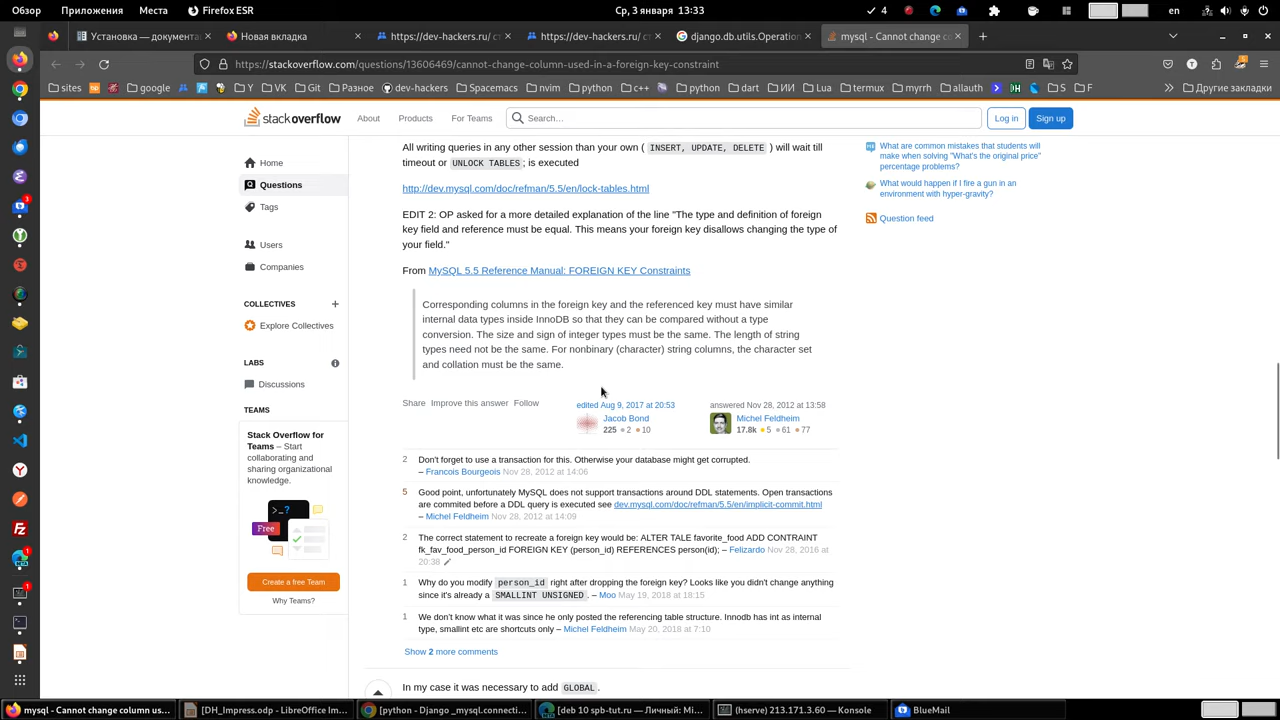 Обзор Приложения Места Firefox ESR
Ср, 3 января 13:33
4
en
Установка — документа
Новая вкладка
https://dev-hackers.ru/ ст
https://dev-hackers.ru/ ст
django.db.utils.Operation
mysql - Cannot change c
https://stackoverflow.com/questions/13606469/cannot-change-column-used-in-a-foreign-key-constraint
sites google Y VK Git Разное dev-hackers Spacemacs nvim python c++ python dart ИИ Lua termux myrrh allauth S F Другие закладки
stackoverflow
About
Products
For Teams
Search…
Log in
Sign up
Home
Questions
Tags
Users
Companies
COLLECTIVES
Explore Collectives
LABS
Discussions
TEAMS
Stack Overflow for
Teams – Start
collaborating and
sharing organizational
knowledge.
>_?
Free
Create a free Team
Why Teams?
All writing queries in any other session than your own ( INSERT, UPDATE, DELETE ) will wait till
timeout or UNLOCK TABLES; is executed
http://dev.mysql.com/doc/refman/5.5/en/lock-tables.html
EDIT 2: OP asked for a more detailed explanation of the line "The type and definition of foreign
key field and reference must be equal. This means your foreign key disallows changing the type of
your field."
From MySQL 5.5 Reference Manual: FOREIGN KEY Constraints
Corresponding columns in the foreign key and the referenced key must have similar
internal data types inside InnoDB so that they can be compared without a type
conversion. The size and sign of integer types must be the same. The length of string
types need not be the same. For nonbinary (character) string columns, the character set
and collation must be the same.
Share Improve this answer Follow
edited Aug 9, 2017 at 20:53
Jacob Bond
225 2 10
answered Nov 28, 2012 at 13:58
Michel Feldheim
17.8k 5 61 77
2 Don't forget to use a transaction for this. Otherwise your database might get corrupted.
– Francois Bourgeois Nov 28, 2012 at 14:06
5 Good point, unfortunately MySQL does not support transactions around DDL statements. Open transactions
are commited before a DDL query is executed see dev.mysql.com/doc/refman/5.5/en/implicit-commit.html
– Michel Feldheim Nov 28, 2012 at 14:09
2 The correct statement to recreate a foreign key would be: ALTER TALE favorite_food ADD CONTRAINT
fk_fav_food_person_id FOREIGN KEY (person_id) REFERENCES person(id); – Felizardo Nov 28, 2016 at
20:38
1 Why do you modify person_id right after dropping the foreign key? Looks like you didn't change anything
since it's already a SMALLINT UNSIGNED. – Moo May 19, 2018 at 18:15
1 We don't know what it was since he only posted the referencing table structure. Innodb has int as internal
type, smallint etc are shortcuts only – Michel Feldheim May 20, 2018 at 7:10
Show 2 more comments
In my case it was necessary to add GLOBAL.
What are common mistakes that students will
make when solving "What's the original price"
percentage problems?
What would happen if I fire a gun in an
environment with hyper-gravity?
Question feed
mysql - Cannot change column us…
DH_Impress.odp - LibreOffice Im…
[python - Django _mysql.connecti…
[deb 10 spb-tut.ru — Личный: Mi…
(hserve) 213.171.3.60 — Konsole
BlueMail